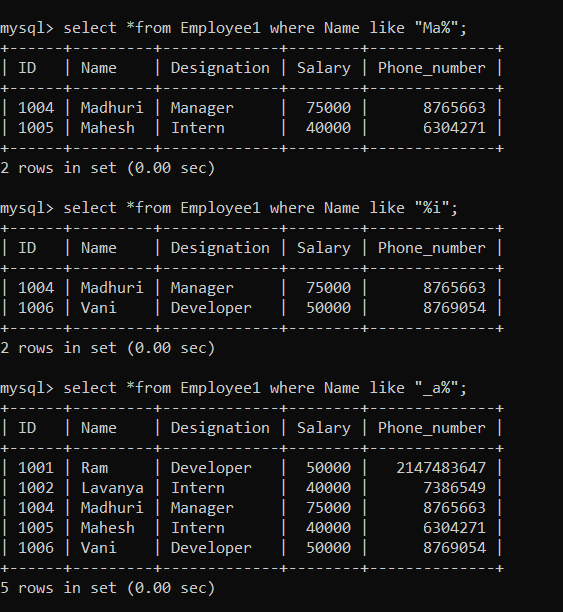 mysql> select *from Employee1 where Name like "Ma%";
+------+---------+-------------+--------+--------------+
| ID   | Name    | Designation | Salary | Phone_number |
+------+---------+-------------+--------+--------------+
| 1004 | Madhuri | Manager     |  75000 |      8765663 |
| 1005 | Mahesh  | Intern      |  40000 |      6304271 |
+------+---------+-------------+--------+--------------+
2 rows in set (0.00 sec)

mysql> select *from Employee1 where Name like "%i";
+------+---------+-------------+--------+--------------+
| ID   | Name    | Designation | Salary | Phone_number |
+------+---------+-------------+--------+--------------+
| 1004 | Madhuri | Manager     |  75000 |      8765663 |
| 1006 | Vani    | Developer   |  50000 |      8769054 |
+------+---------+-------------+--------+--------------+
2 rows in set (0.00 sec)

mysql> select *from Employee1 where Name like "_a%";
+------+---------+-------------+--------+--------------+
| ID   | Name    | Designation | Salary | Phone_number |
+------+---------+-------------+--------+--------------+
| 1001 | Ram     | Developer   |  50000 |   2147483647 |
| 1002 | Lavanya | Intern      |  40000 |      7386549 |
| 1004 | Madhuri | Manager     |  75000 |      8765663 |
| 1005 | Mahesh  | Intern      |  40000 |      6304271 |
| 1006 | Vani    | Developer   |  50000 |      8769054 |
+------+---------+-------------+--------+--------------+
5 rows in set (0.00 sec)